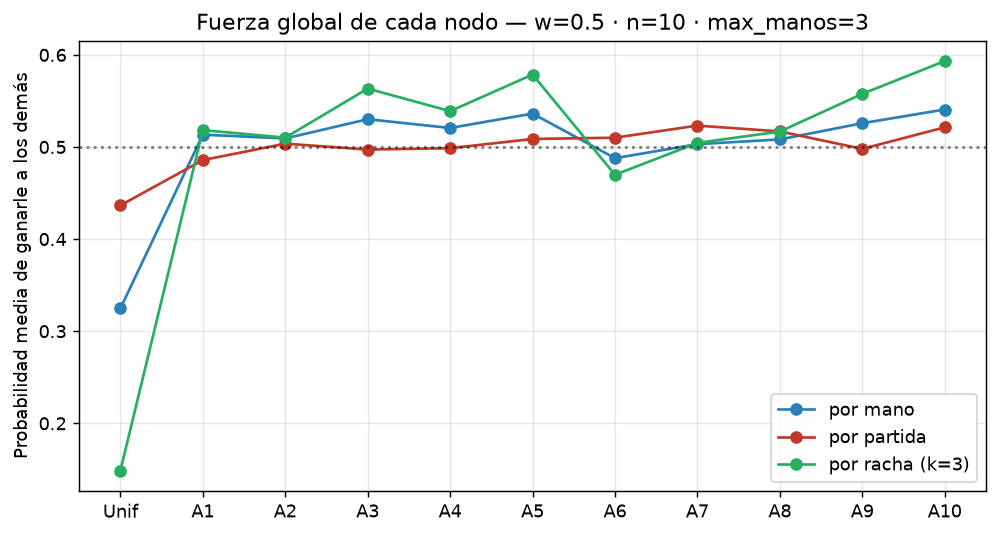 Fuerza global de cada nodo — w=0.5 · n=10 · max_manos=3
Probabilidad media de ganarle a los demás
0.6
0.5
0.4
0.3
0.2
por mano
por partida
por racha (k=3)
Unif A1 A2 A3 A4 A5 A6 A7 A8 A9 A10